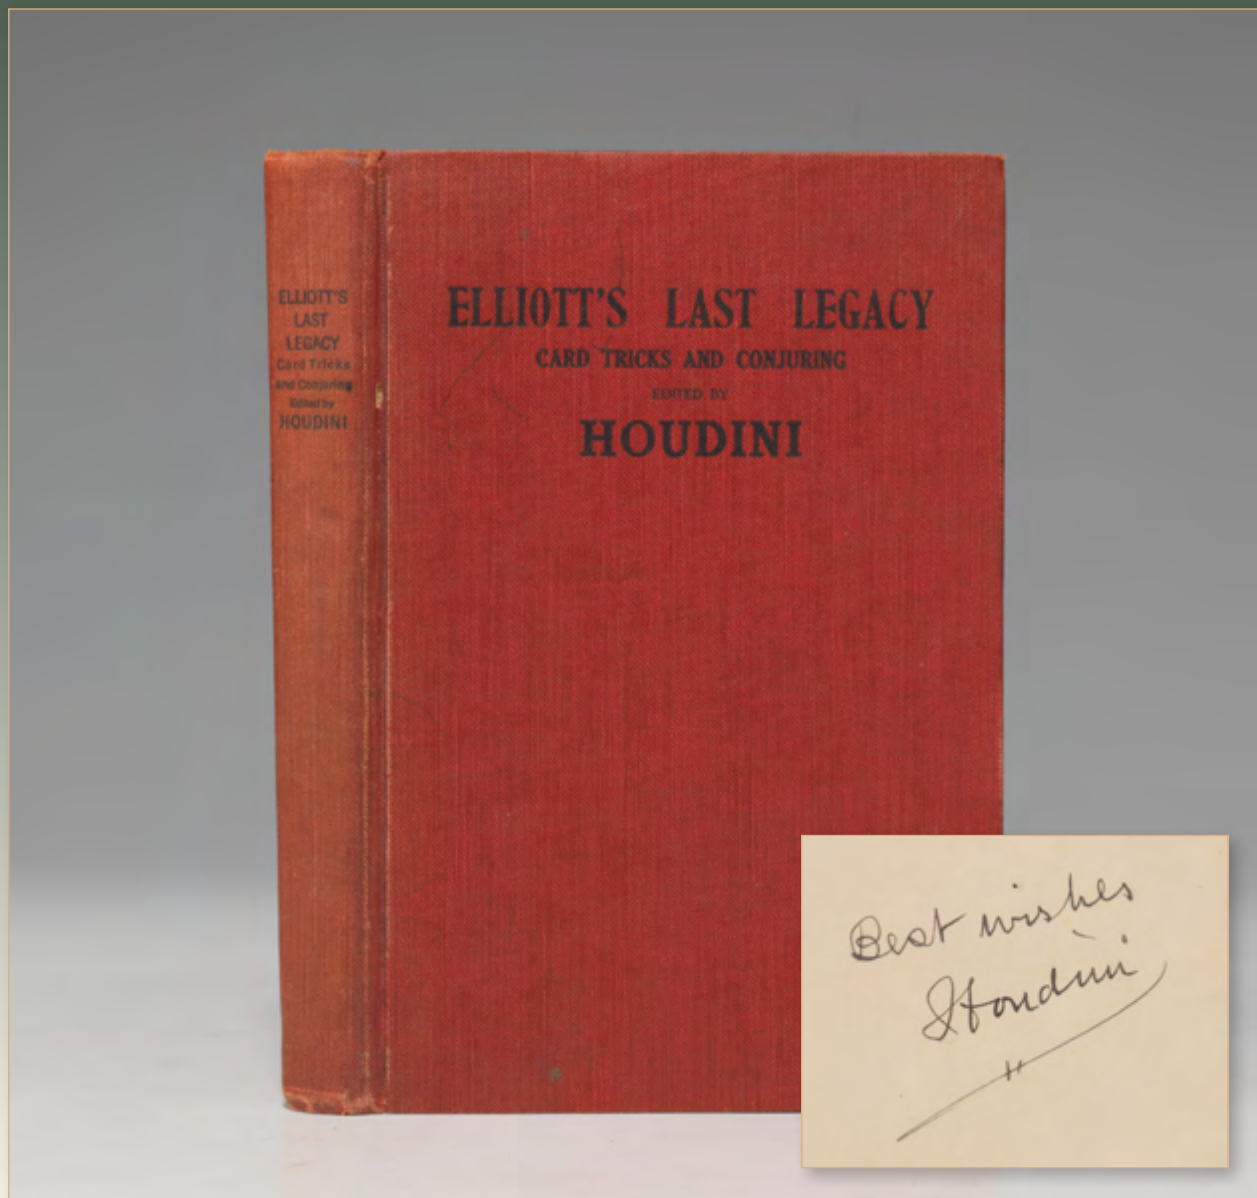 ELLIOTT'S
LAST
LEGACY
Card Tricks
and Conjuring
Edited by
HOUDINI
ELLIOTT'S LAST LEGACY
CARD TRICKS AND CONJURING
EDITED BY
HOUDINI
Best wishes
Houdini